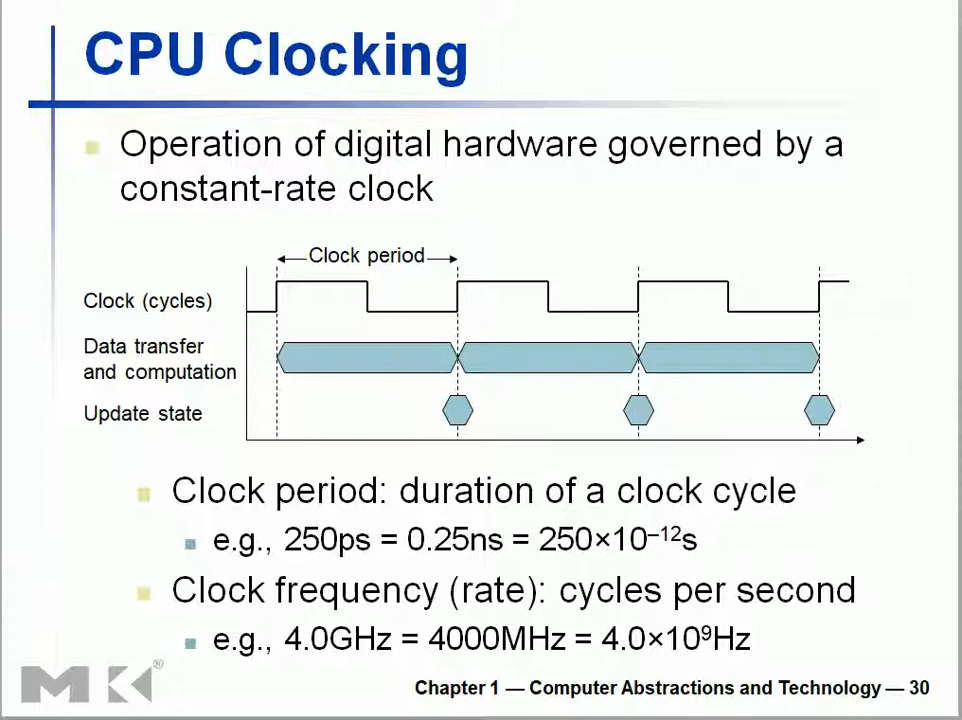 CPU Clocking
Operation of digital hardware governed by a
constant-rate clock
Clock period
Clock (cycles)
Data transfer
and computation
Update state
Clock period: duration of a clock cycle
e.g., 250ps = 0.25ns = 250×10⁻¹²s
Clock frequency (rate): cycles per second
e.g., 4.0GHz = 4000MHz = 4.0×10⁹Hz
MK®
Chapter 1 — Computer Abstractions and Technology — 30